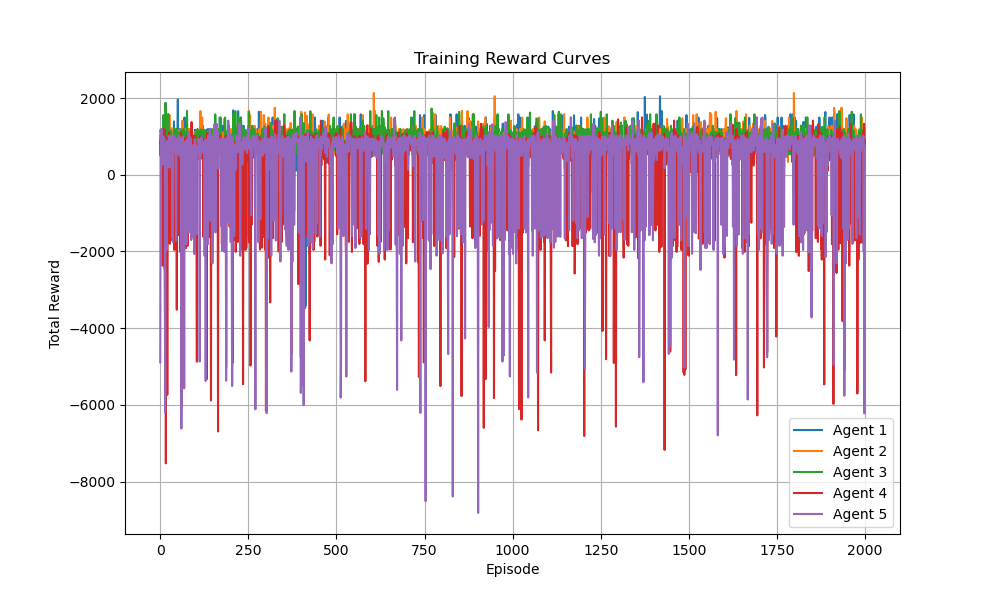 Training Reward Curves
Total Reward
2000
0
−2000
−4000
−6000
−8000
0 250 500 750 1000 1250 1500 1750 2000
Episode
Agent 1
Agent 2
Agent 3
Agent 4
Agent 5